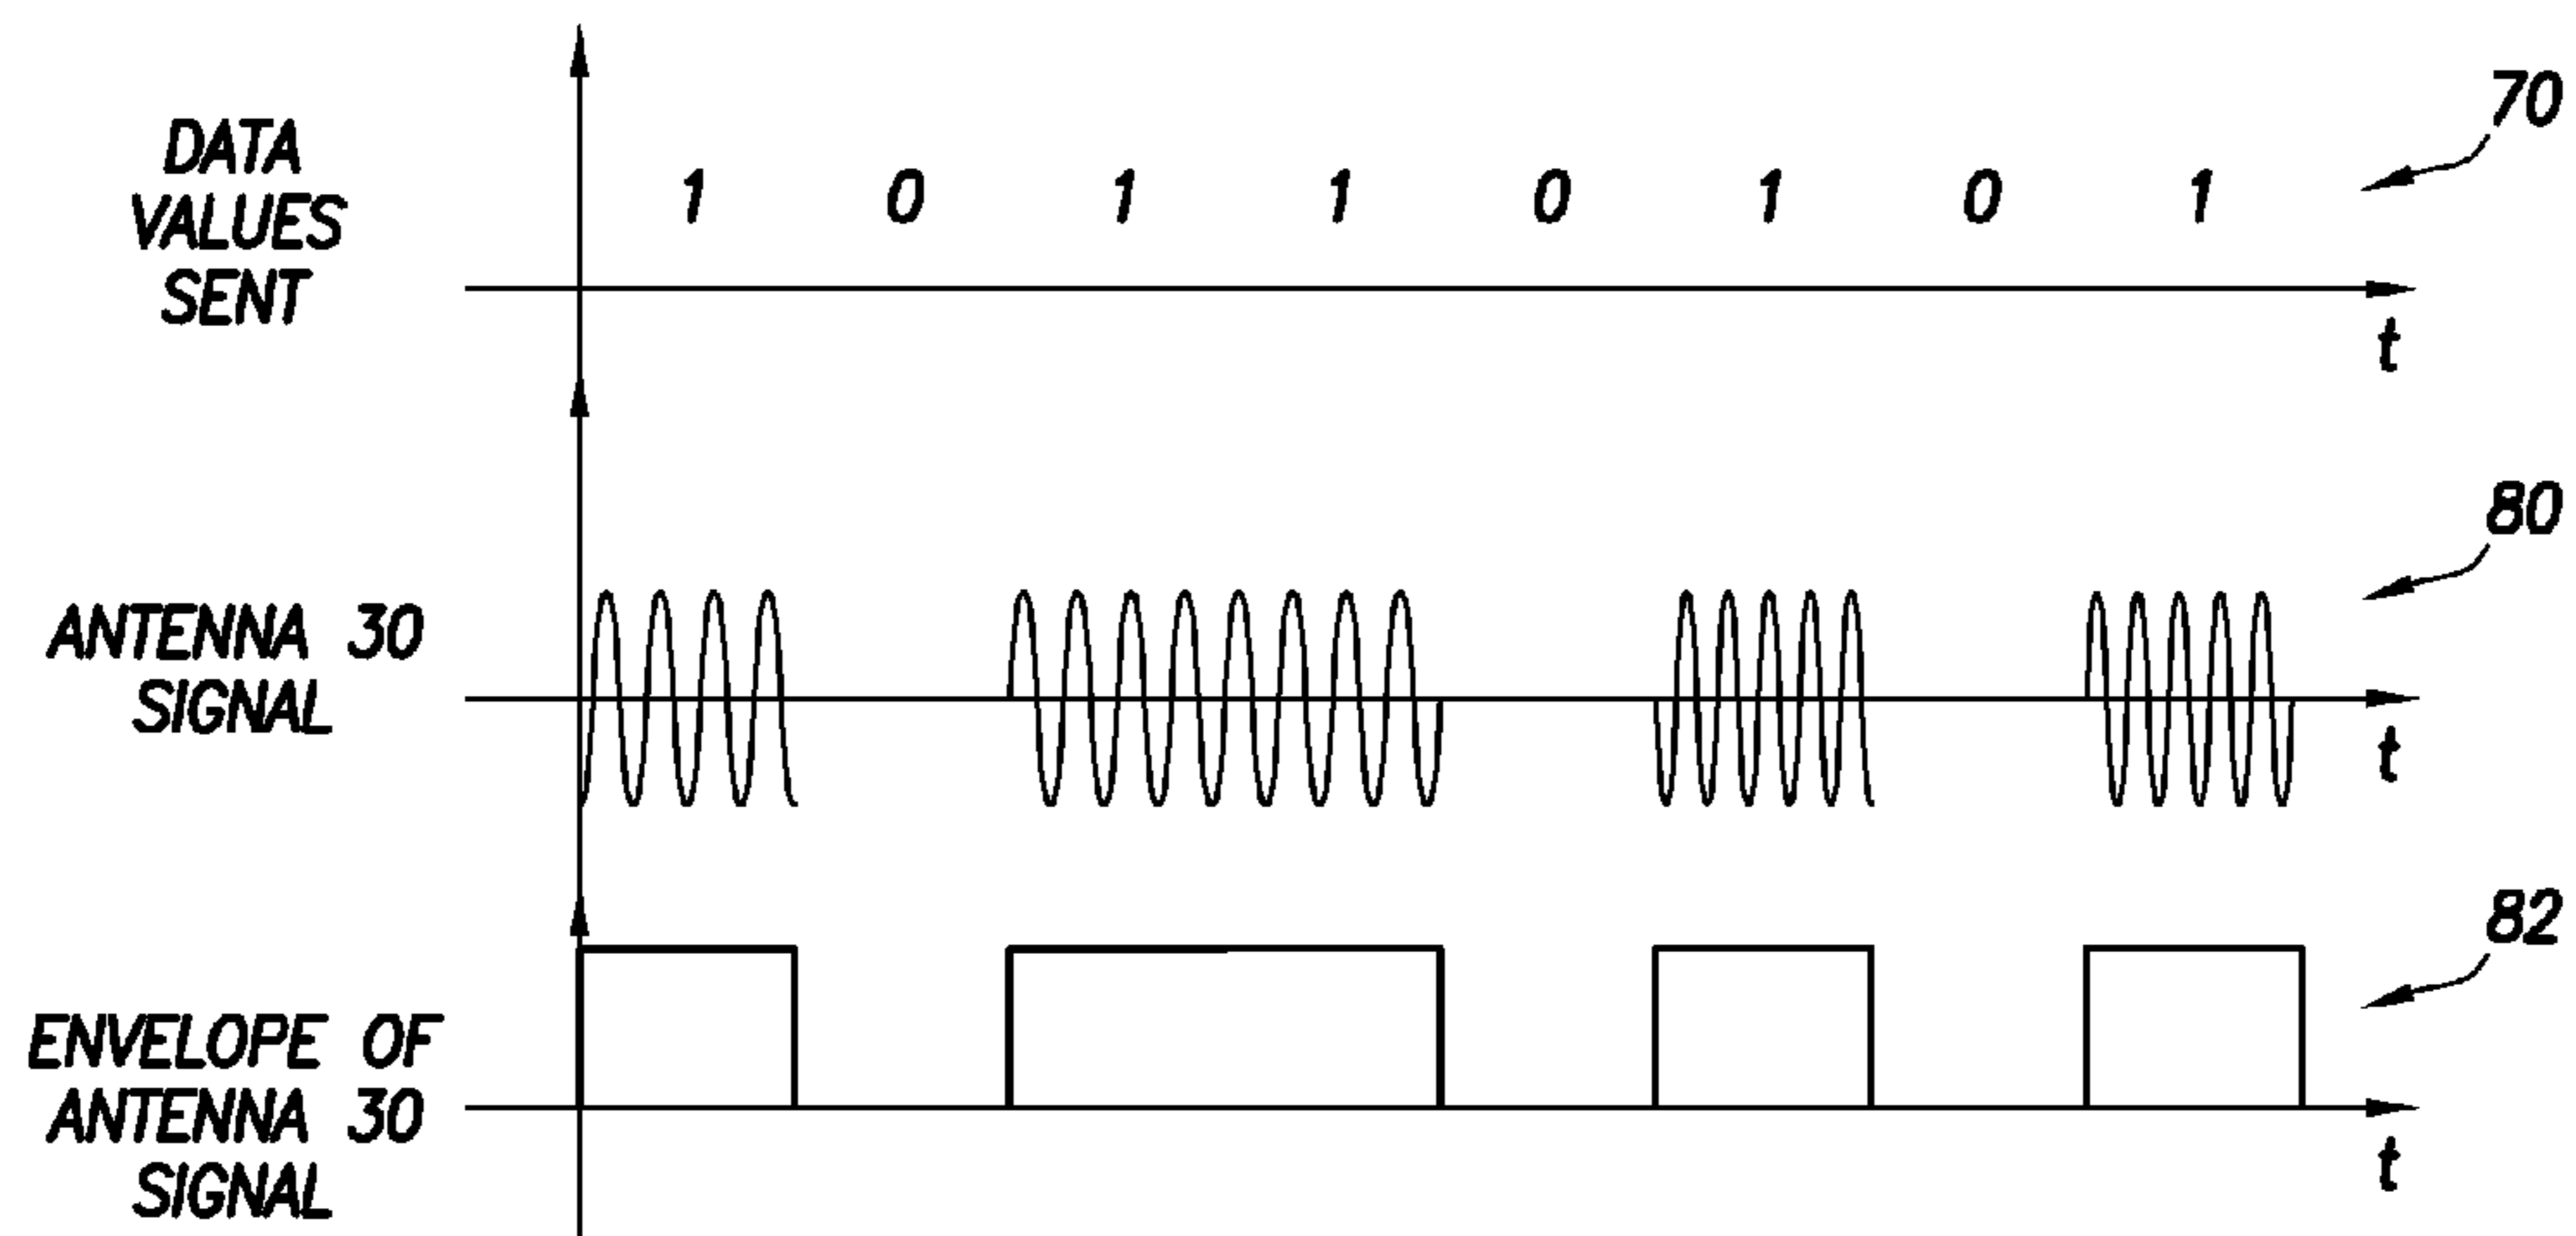 70
DATA
VALUES
SENT
1 0 1 1 0 1 0 1
t
80
ANTENNA 30
SIGNAL
t
82
ENVELOPE OF
ANTENNA 30
SIGNAL
t